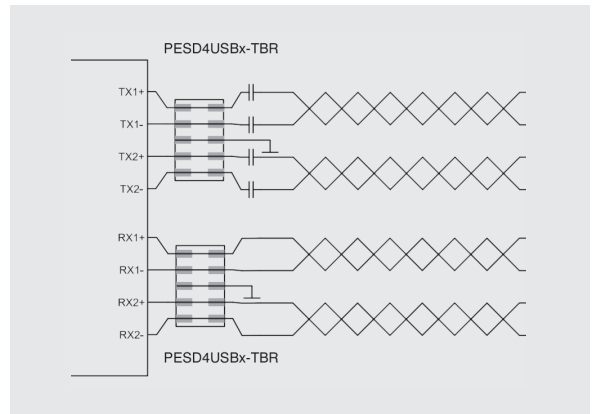 PESD4USBx-TBR
TX1+
TX1-
TX2+
TX2-
RX1+
RX1-
RX2+
RX2-
PESD4USBx-TBR